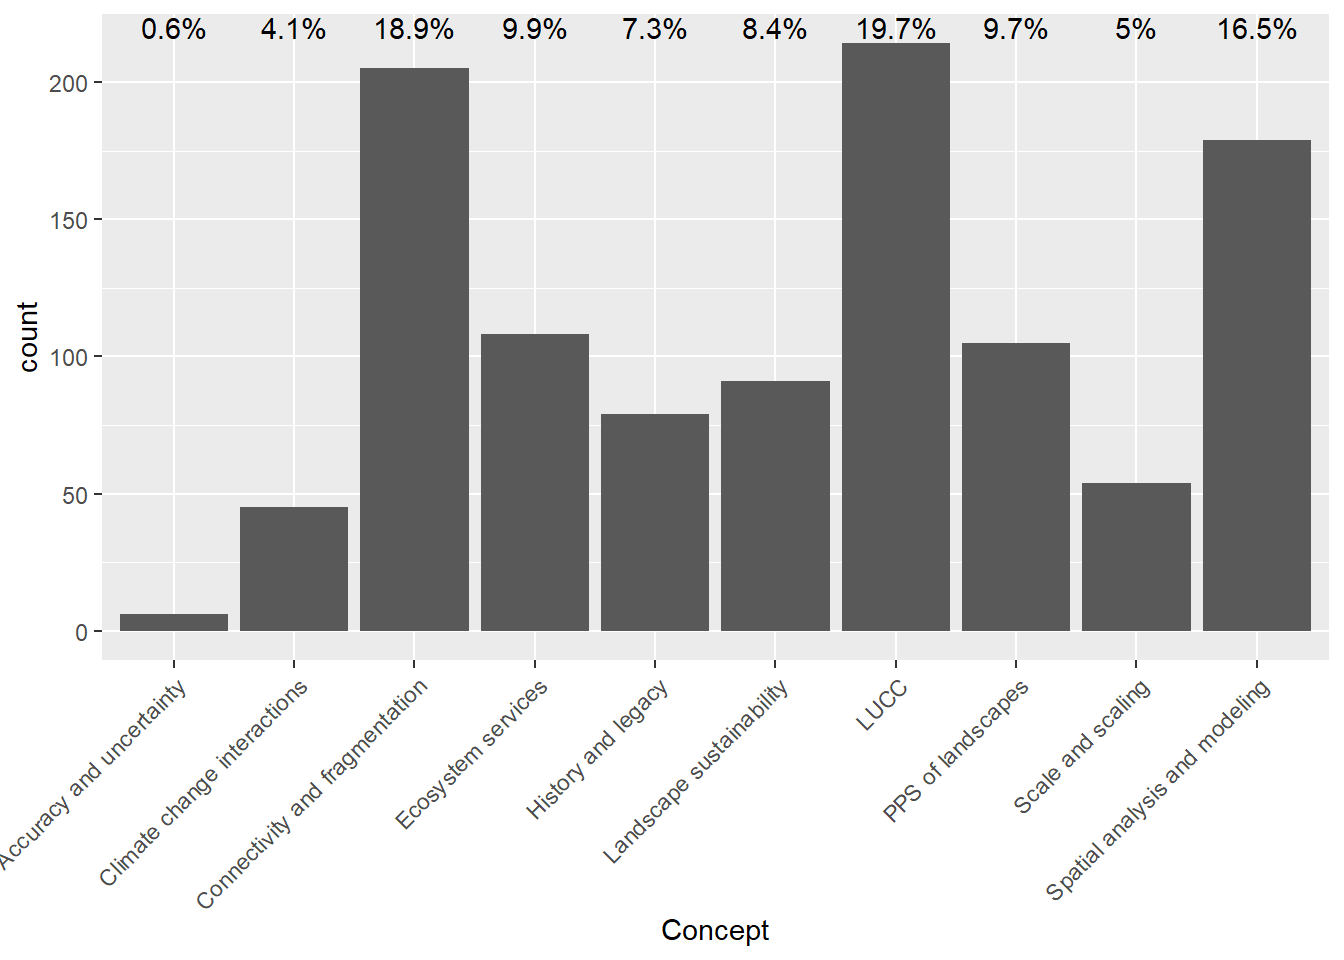 0.6% 4.1% 18.9% 9.9% 7.3% 8.4% 19.7% 9.7% 5% 16.5%
200
150
100
50
0
count
Accuracy and uncertainty
Climate change interactions
Connectivity and fragmentation
Ecosystem services
History and legacy
Landscape sustainability
LUCC
PPS of landscapes
Scale and scaling
Spatial analysis and modeling
Concept